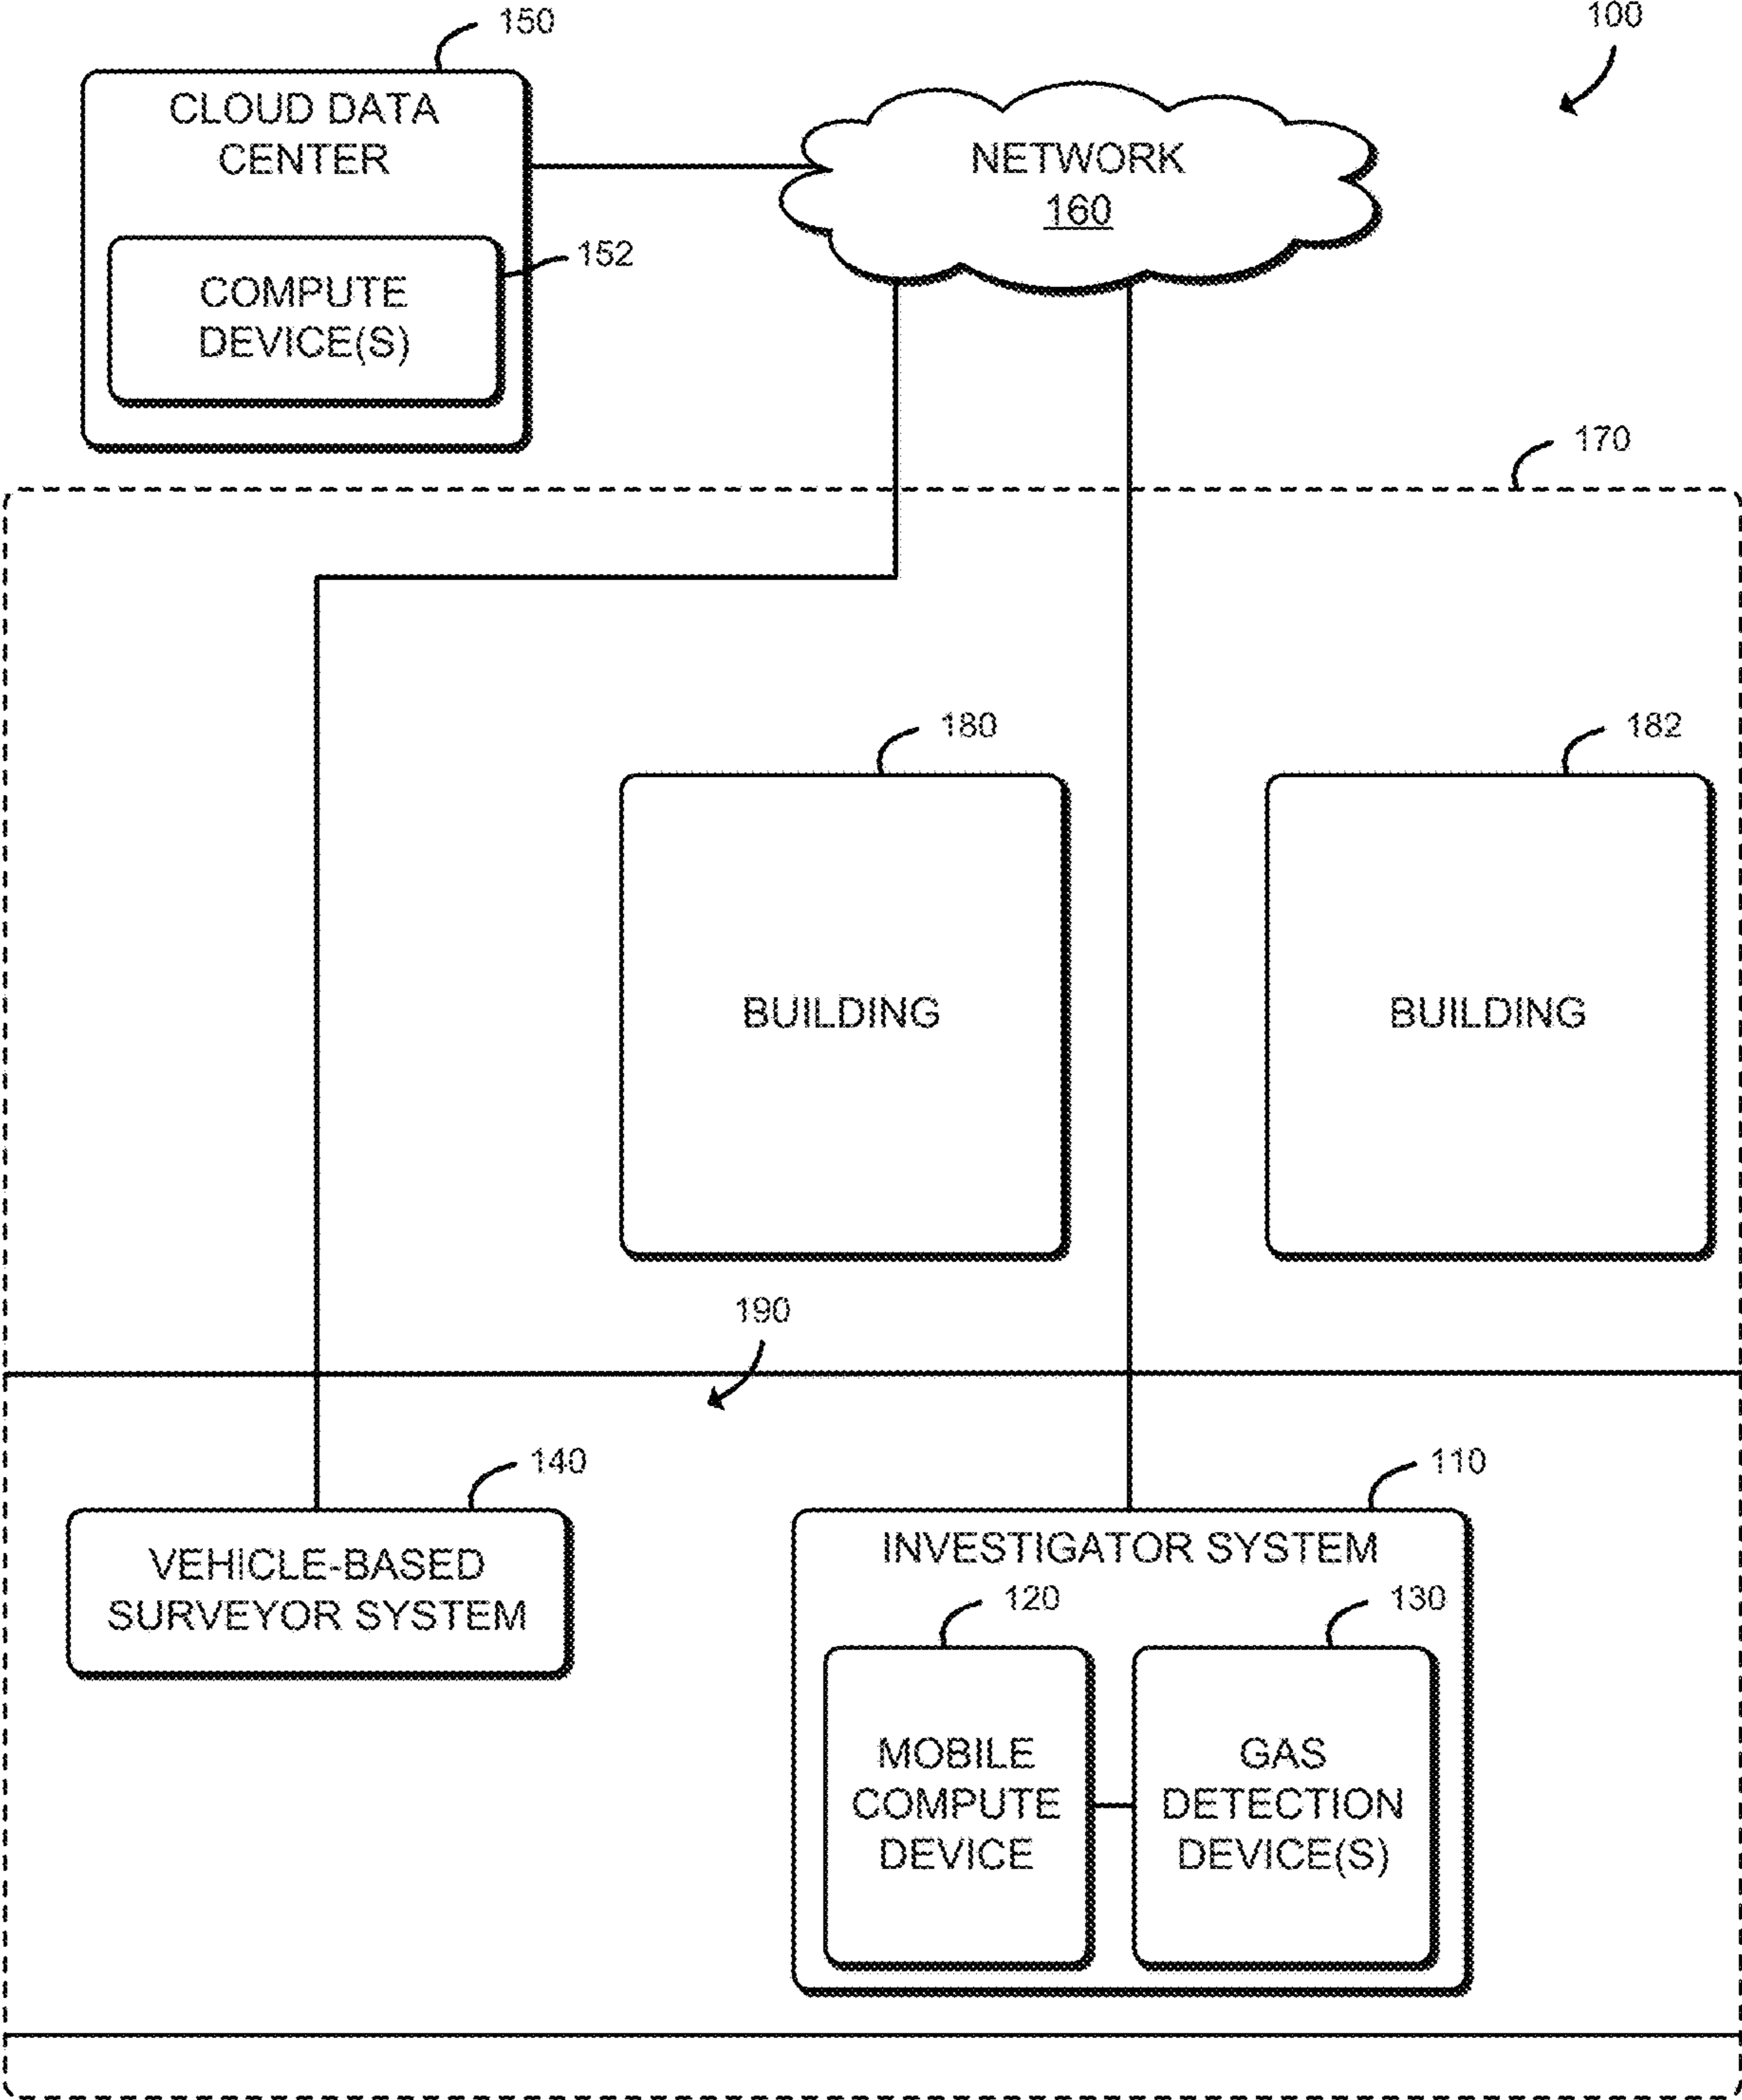 150
100
CLOUD DATA
CENTER
NETWORK
160
152
COMPUTE
DEVICE(S)
170
180
182
BUILDING
BUILDING
190
140
110
VEHICLE-BASED
SURVEYOR SYSTEM
INVESTIGATOR SYSTEM
120
130
MOBILE
COMPUTE
DEVICE
GAS
DETECTION
DEVICE(S)